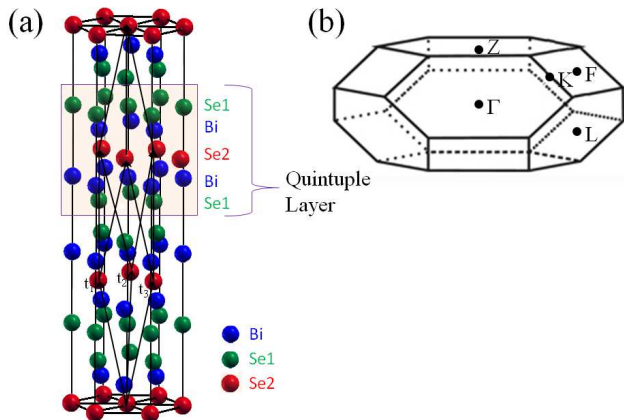 (a)
Se1
Bi
Se2
Bi
Se1
Quintuple
Layer
t1
t2
t3
Bi
Se1
Se2
(b)
Z
K
F
Γ
L